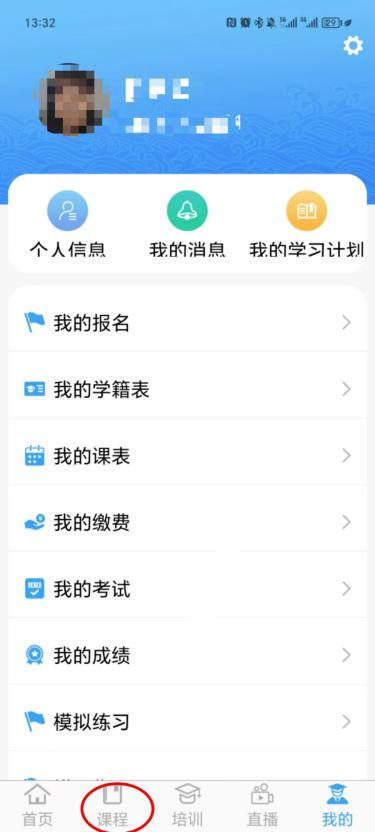 13:32
29
个人信息 我的消息 我的学习计划
我的报名
我的学籍表
我的课表
我的缴费
我的考试
我的成绩
模拟练习
首页 课程 培训 直播 我的